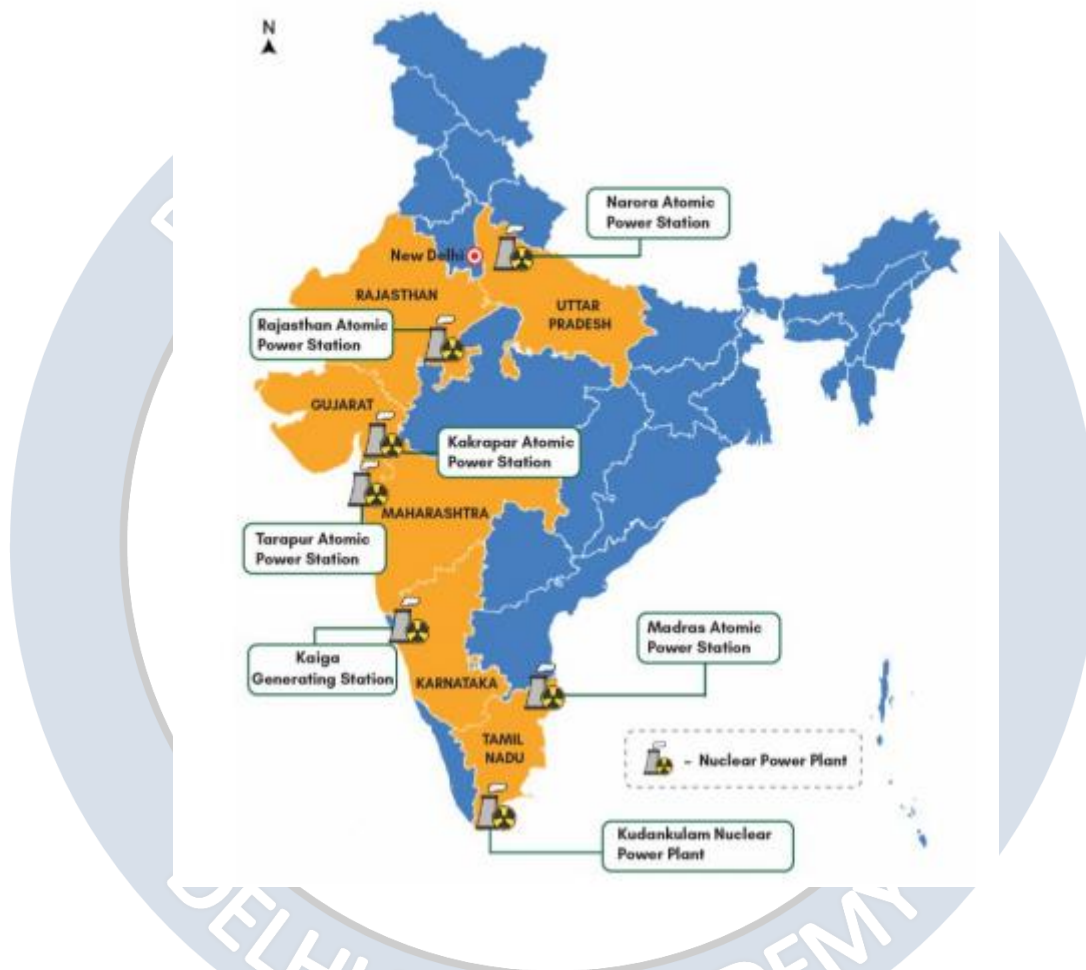 N
Narora Atomic
Power Station
New Delhi
RAJASTHAN
UTTAR
PRADESH
Rajasthan Atomic
Power Station
GUJARAT
Kakrapar Atomic
Power Station
MAHARASHTRA
Tarapur Atomic
Power Station
Madras Atomic
Power Station
Kaiga
Generating Station
KARNATAKA
TAMIL
NADU
- Nuclear Power Plant
Kudankulam Nuclear
Power Plant